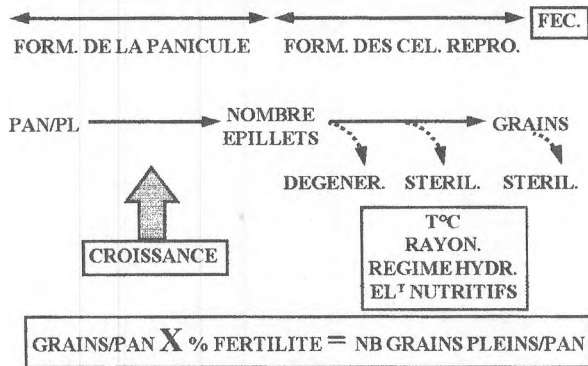 FORM. DE LA PANICULE FORM. DES CEL. REPRO. FEC.
PAN/PL NOMBRE EPILLETS GRAINS
DEGENER. STERIL. STERIL.
CROISSANCE
T°C
RAYON.
REGIME HYDR.
ELT NUTRITIFS
GRAINS/PAN X % FERTILITE = NB GRAINS PLEINS/PAN